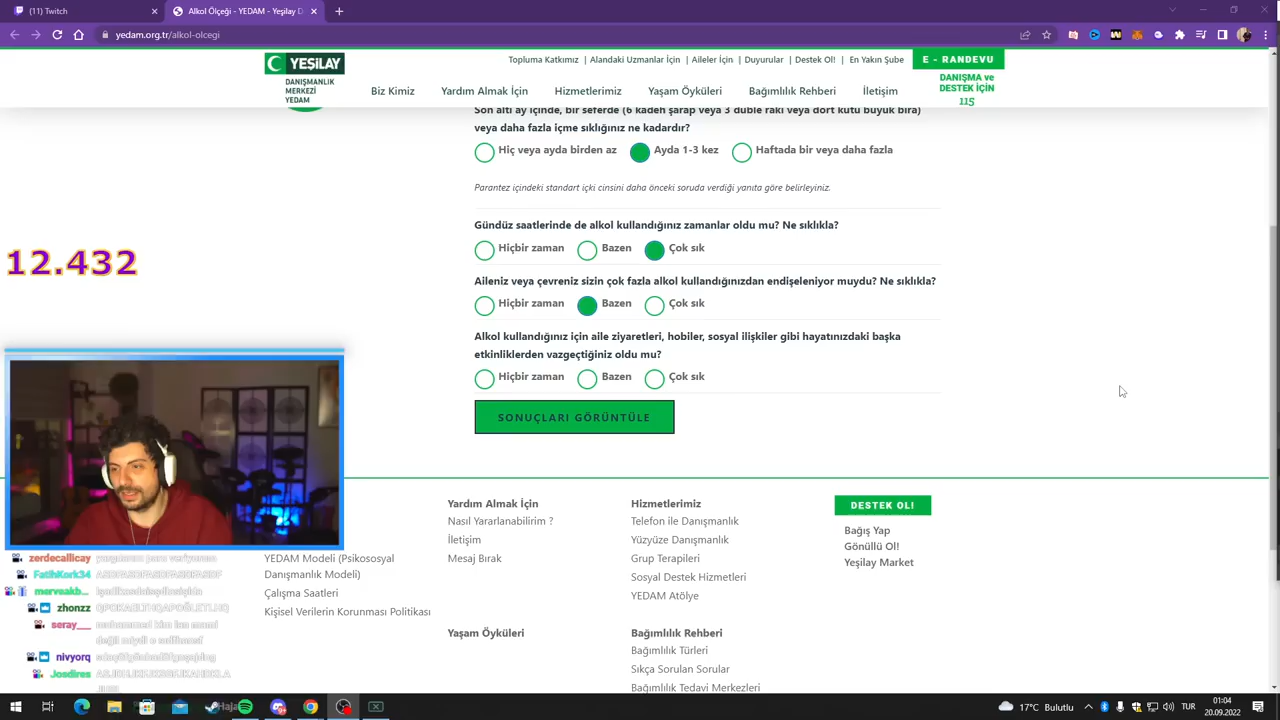 (11) Twitch
Alkol Ölçeği - YEDAM - Yeşilay D
yedam.org.tr/alkol-olcegi
YEŞİLAY
DANIŞMANLIK
MERKEZİ
YEDAM
Topluma Katkımız | Alandaki Uzmanlar İçin | Aileler İçin | Duyurular | Destek Ol! | En Yakın Şube
E - RANDEVU
Biz Kimiz Yardım Almak İçin Hizmetlerimiz Yaşam Öyküleri Bağımlılık Rehberi İletişim
DANIŞMA ve
DESTEK İÇİN
115
Son altı ay içinde, bir seferde (6 kadeh şarap veya 3 duble rakı veya dört kutu büyük bira)
veya daha fazla içme sıklığınız ne kadardır?
Hiç veya ayda birden az Ayda 1-3 kez Haftada bir veya daha fazla
Parantez içindeki standart içki cinsini daha önceki soruda verdiği yanıta göre belirleyiniz.
Gündüz saatlerinde de alkol kullandığınız zamanlar oldu mu? Ne sıklıkla?
Hiçbir zaman Bazen Çok sık
12.432
Aileniz veya çevreniz sizin çok fazla alkol kullandığınızdan endişeleniyor muydu? Ne sıklıkla?
Hiçbir zaman Bazen Çok sık
Alkol kullandığınız için aile ziyaretleri, hobiler, sosyal ilişkiler gibi hayatınızdaki başka
etkinliklerden vazgeçtiğiniz oldu mu?
Hiçbir zaman Bazen Çok sık
SONUÇLARI GÖRÜNTÜLE
YEDAM Modeli (Psikososyal
Danışmanlık Modeli)
Çalışma Saatleri
Kişisel Verilerin Korunması Politikası
Yardım Almak İçin
Nasıl Yararlanabilirim ?
İletişim
Mesaj Bırak
Yaşam Öyküleri
Hizmetlerimiz
Telefon ile Danışmanlık
Yüzyüze Danışmanlık
Grup Terapileri
Sosyal Destek Hizmetleri
YEDAM Atölye
Bağımlılık Rehberi
Bağımlılık Türleri
Sıkça Sorulan Sorular
Bağımlılık Tedavi Merkezleri
DESTEK OL!
Bağış Yap
Gönüllü Ol!
Yeşilay Market
zerdecallicay
FatihKork34
merveakb...
zhonzz
seray___
nivyorq
Josdires
17°C Bulutlu
TUR
01:04
20.09.2022